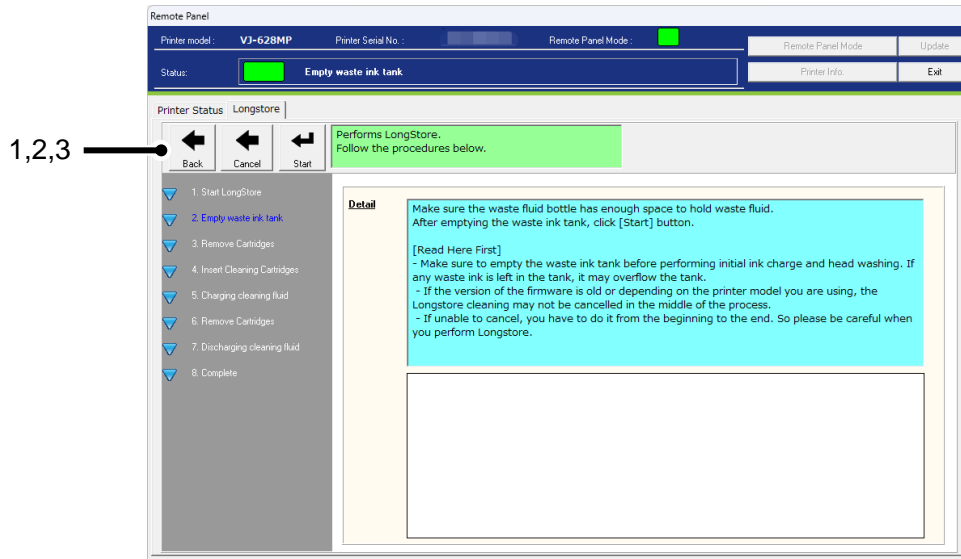 Remote Panel
Printer model : VJ-628MP Printer Serial No. : Remote Panel Mode : Remote Panel Mode Update
Status: Empty waste ink tank Printer Info. Exit
Printer Status Longstore
1,2,3
Back Cancel Start
Performs LongStore.
Follow the procedures below.
1. Start LongStore
2. Empty waste ink tank
3. Remove Cartridges
4. Insert Cleaning Cartridges
5. Charging cleaning fluid
6. Remove Cartridges
7. Discharging cleaning fluid
8. Complete
Detail
Make sure the waste fluid bottle has enough space to hold waste fluid.
After emptying the waste ink tank, click [Start] button.
[Read Here First]
- Make sure to empty the waste ink tank before performing initial ink charge and head washing. If
any waste ink is left in the tank, it may overflow the tank.
- If the version of the firmware is old or depending on the printer model you are using, the
Longstore cleaning may not be cancelled in the middle of the process.
- If unable to cancel, you have to do it from the beginning to the end. So please be careful when
you perform Longstore.